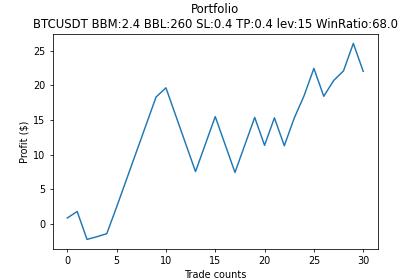 Portfolio
BTCUSDT BBM:2.4 BBL:260 SL:0.4 TP:0.4 lev:15 WinRatio:68.0
Profit ($)
25
20
15
10
5
0
0 5 10 15 20 25 30
Trade counts